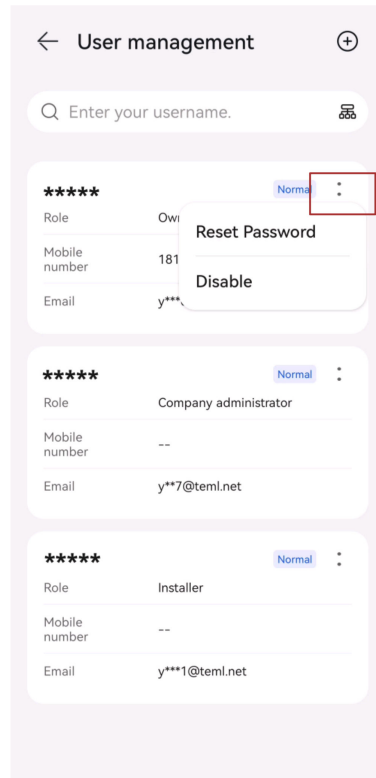 User management
Enter your username.
*****
Normal
Role
Reset Password
Mobile
number
181
Disable
Email
*****
Normal
Role
Company administrator
Mobile
number
--
Email
y**7@teml.net
*****
Normal
Role
Installer
Mobile
number
--
Email
y***1@teml.net